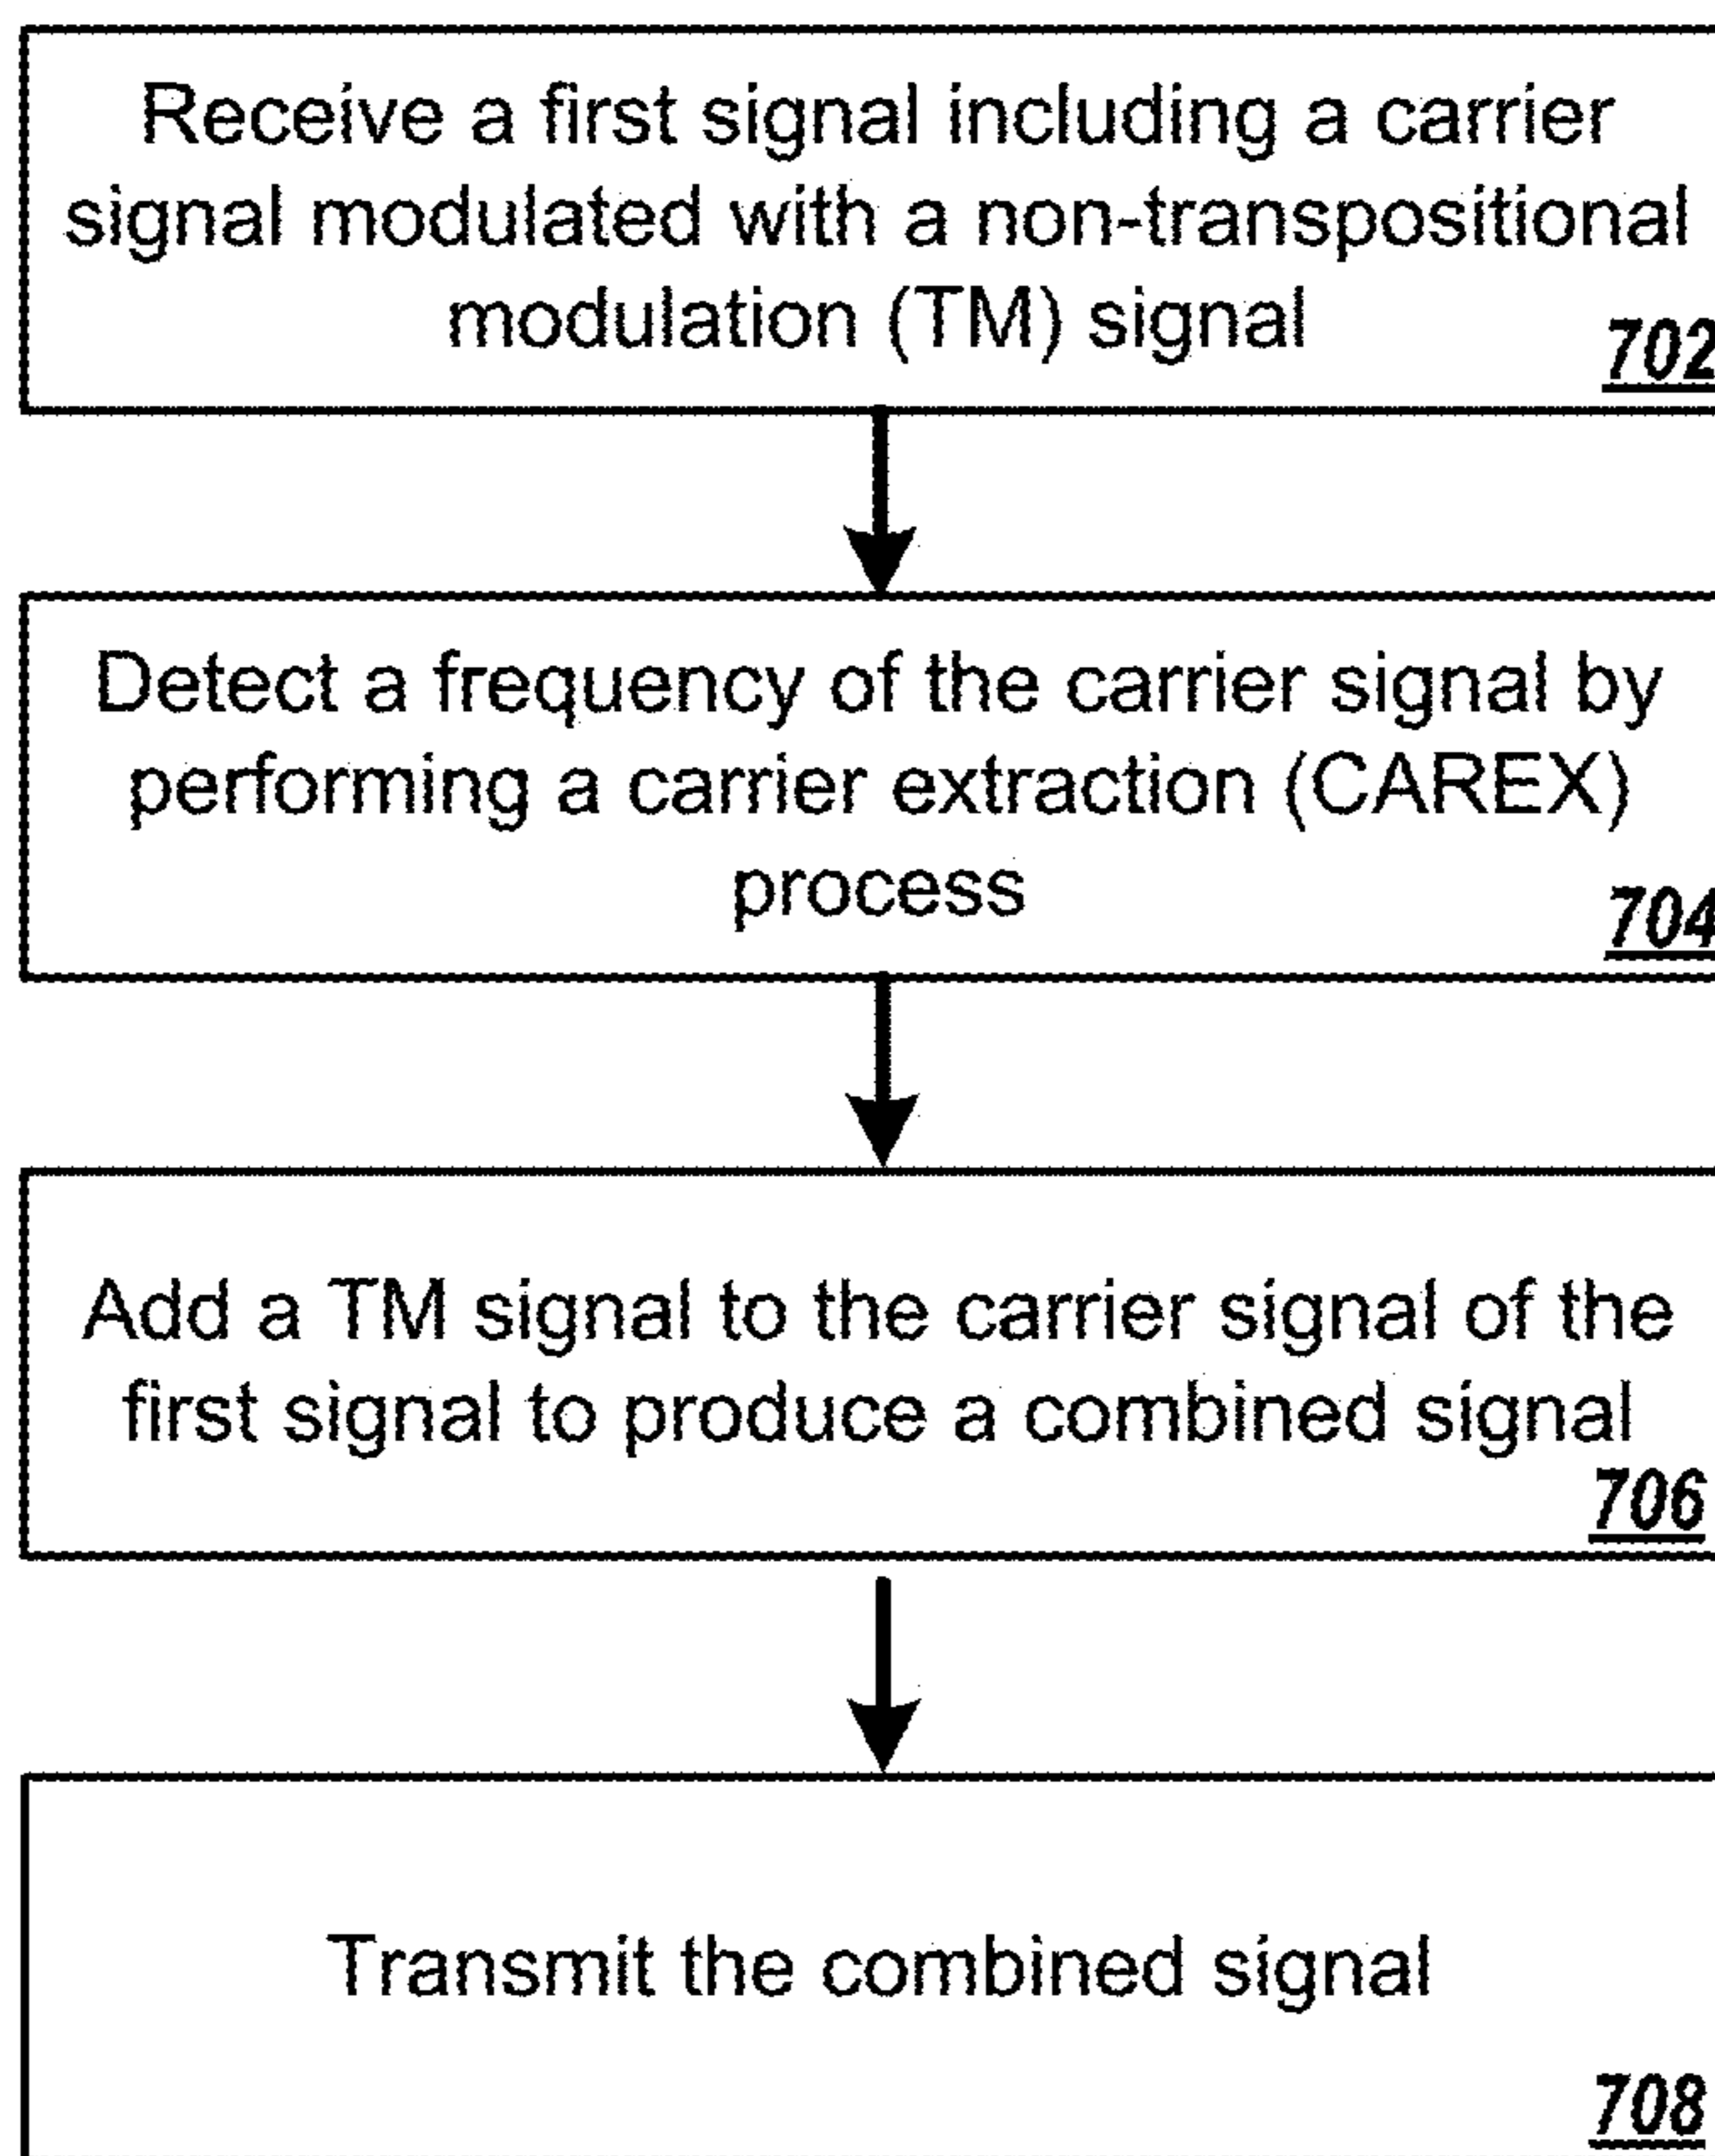 Receive a first signal including a carrier
signal modulated with a non-transpositional
modulation (TM) signal
702
Detect a frequency of the carrier signal by
performing a carrier extraction (CAREX)
process
704
Add a TM signal to the carrier signal of the
first signal to produce a combined signal
706
Transmit the combined signal
708